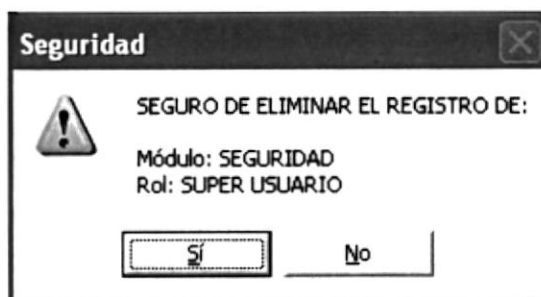 Seguridad
SEGURO DE ELIMINAR EL REGISTRO DE:
Módulo: SEGURIDAD
Rol: SUPER USUARIO
Sí No